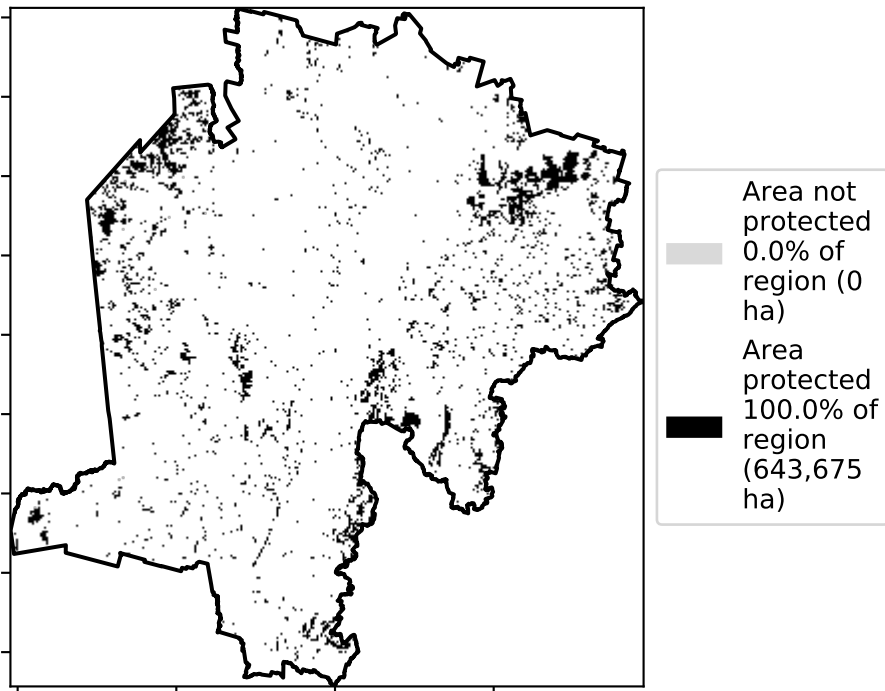 Area not
protected
0.0% of
region (0
ha)
Area
protected
100.0% of
region
(643,675
ha)